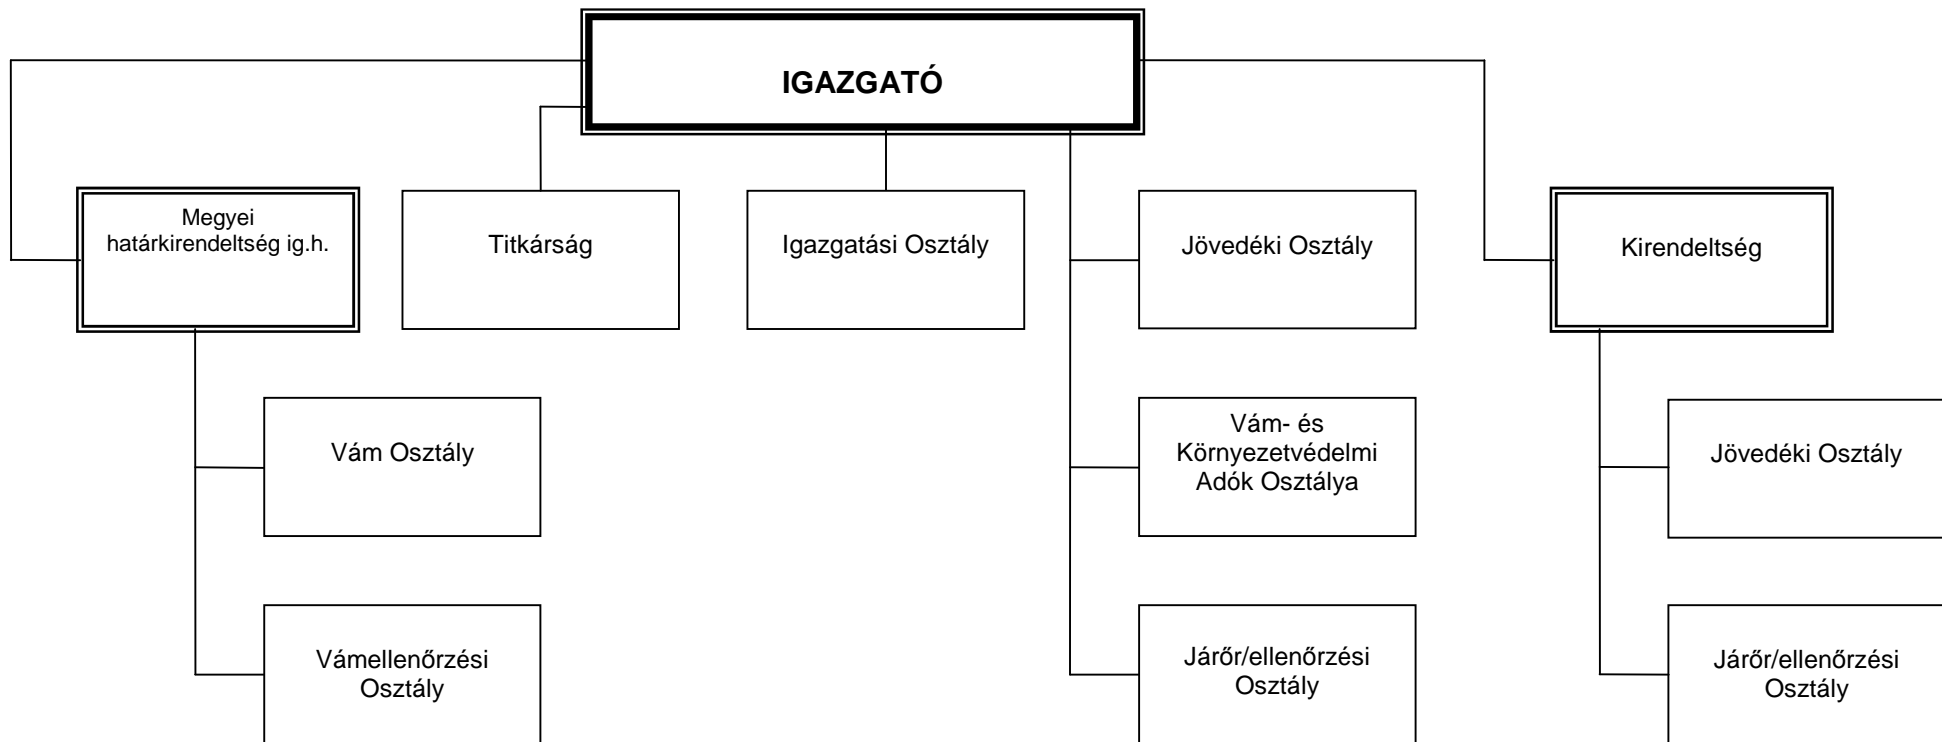 IGAZGATÓ
Megyei
határkirendeltség ig.h.
Titkárság
Igazgatási Osztály
Jövedéki Osztály
Kirendeltség
Vám Osztály
Vám- és
Környezetvédelmi
Adók Osztálya
Jövedéki Osztály
Vámellenőrzési
Osztály
Járőr/ellenőrzési
Osztály
Járőr/ellenőrzési
Osztály